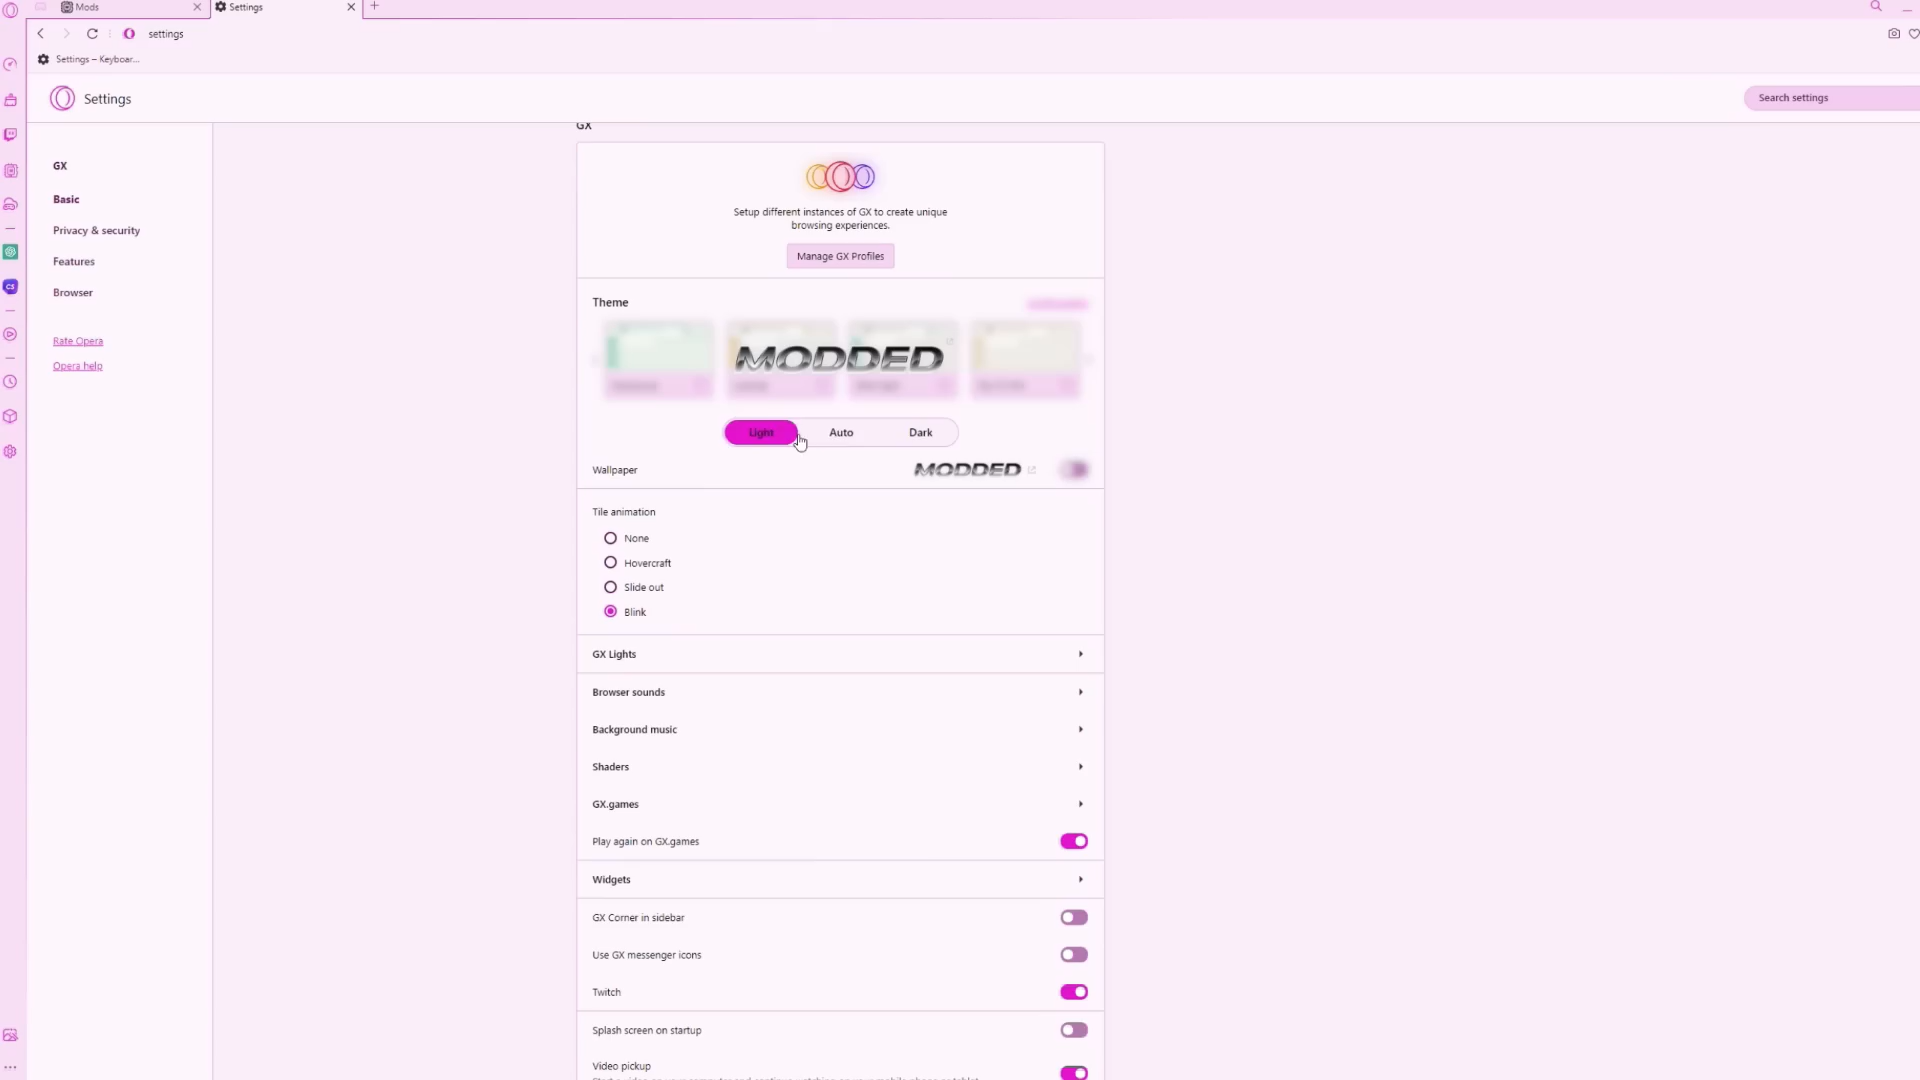 Mods
Settings
settings
Settings – Keyboar...
Settings
Search settings
GX
Basic
Privacy & security
Features
Browser
Rate Opera
Opera help
GX
Setup different instances of GX to create unique
browsing experiences.
Manage GX Profiles
Theme
MODDED
Light
Auto
Dark
Wallpaper
MODDED
Tile animation
None
Hovercraft
Slide out
Blink
GX Lights
Browser sounds
Background music
Shaders
GX.games
Play again on GX.games
Widgets
GX Corner in sidebar
Use GX messenger icons
Twitch
Splash screen on startup
Video pickup